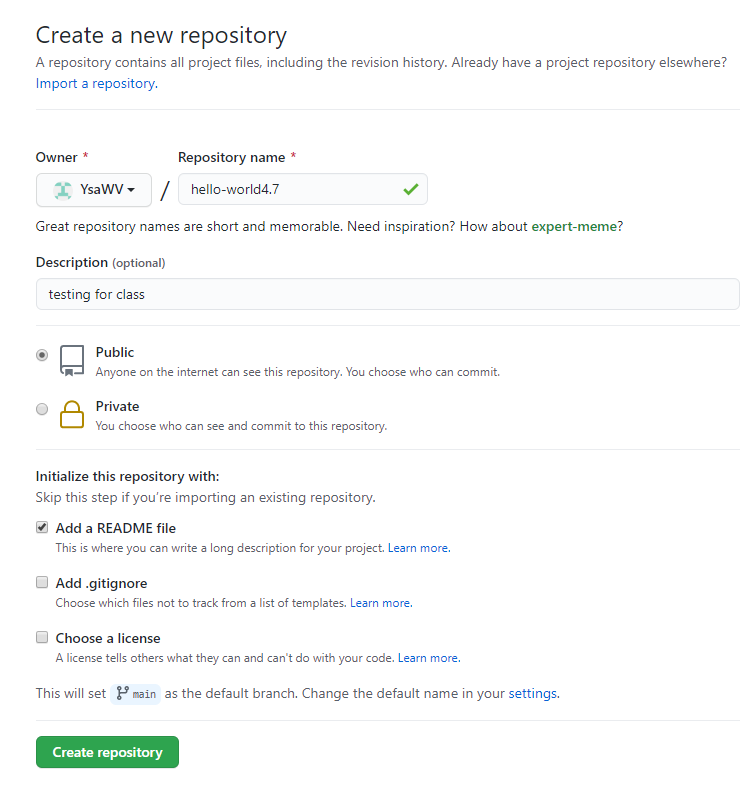 Create a new repository
A repository contains all project files, including the revision history. Already have a project repository elsewhere?
Import a repository.
Owner * Repository name *
YsaWV / hello-world4.7
Great repository names are short and memorable. Need inspiration? How about expert-meme?
Description (optional)
testing for class
Public
Anyone on the internet can see this repository. You choose who can commit.
Private
You choose who can see and commit to this repository.
Initialize this repository with:
Skip this step if you’re importing an existing repository.
Add a README file
This is where you can write a long description for your project. Learn more.
Add .gitignore
Choose which files not to track from a list of templates. Learn more.
Choose a license
A license tells others what they can and can't do with your code. Learn more.
This will set main as the default branch. Change the default name in your settings.
Create repository